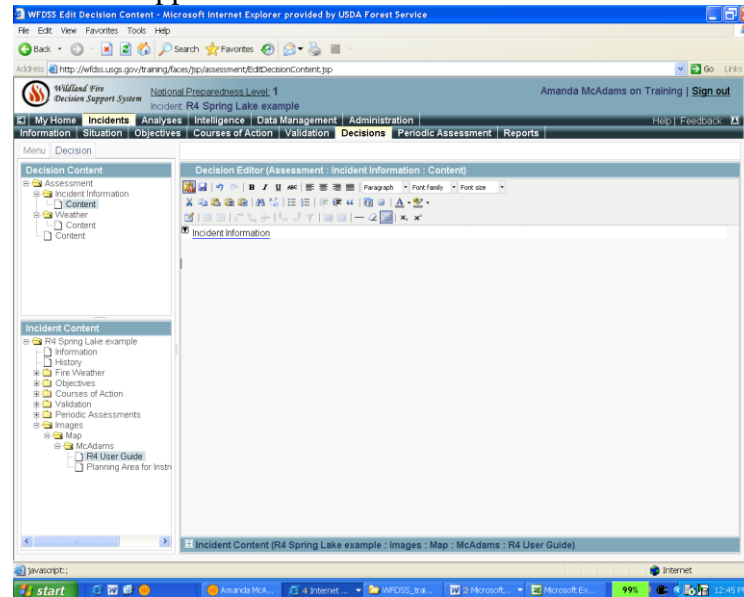 WFDSS Edit Decision Content - Microsoft Internet Explorer provided by USDA Forest Service
File Edit View Favorites Tools Help
Back Search Favorites
Address http://wfdss.usgs.gov/training/faces/jsp/assessment/EditDecisionContent.jsp Go Links
Wildland Fire
Decision Support System
National Preparedness Level: 1
Incident: R4 Spring Lake example
Amanda McAdams on Training | Sign out
My Home Incidents Analyses Intelligence Data Management Administration Help | Feedback
Information Situation Objectives Courses of Action Validation Decisions Periodic Assessment Reports
Menu Decision
Decision Content
Assessment
Incident Information
Content
Weather
Content
Content
Decision Editor (Assessment : Incident Information : Content)
B I U ABC Paragraph Font family Font size
Incident Information
Incident Content
R4 Spring Lake example
Information
History
Fire Weather
Objectives
Courses of Action
Validation
Periodic Assessments
Images
Map
McAdams
R4 User Guide
Planning Area for Instr
Incident Content (R4 Spring Lake example : Images : Map : McAdams : R4 User Guide)
javascript:; Internet
start Amanda McA... 4 Internet ... WFDSS_trai... 2 Microsoft... Microsoft Ex... 99% 12:45 P